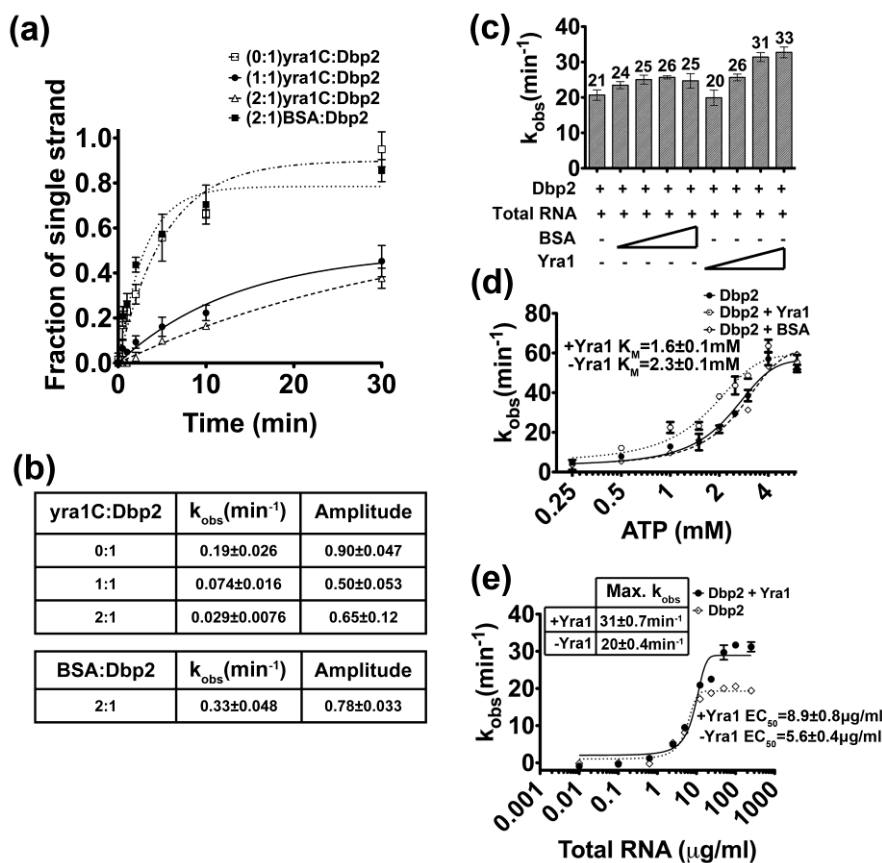 (a)
(0:1)yra1C:Dbp2
(1:1)yra1C:Dbp2
(2:1)yra1C:Dbp2
(2:1)BSA:Dbp2
Fraction of single strand
1.0
0.8
0.6
0.4
0.2
0.0
0 10 20 30
Time (min)
(b)
yra1C:Dbp2 kobs(min-1) Amplitude
0:1 0.19±0.026 0.90±0.047
1:1 0.074±0.016 0.50±0.053
2:1 0.029±0.0076 0.65±0.12
BSA:Dbp2 kobs(min-1) Amplitude
2:1 0.33±0.048 0.78±0.033
(c)
kobs(min-1)
40
30
20
10
0
21 24 25 26 25 20 26 31 33
Dbp2 + + + + + + + + +
Total RNA + + + + + + + + +
BSA - - - - -
Yra1 - - - - -
(d)
Dbp2
Dbp2 + Yra1
Dbp2 + BSA
+Yra1 KM=1.6±0.1mM
-Yra1 KM=2.3±0.1mM
kobs(min-1)
80
60
40
20
0
0.25 0.5 1 2 4
ATP (mM)
(e)
Max. kobs
+Yra1 31±0.7min-1
-Yra1 20±0.4min-1
Dbp2 + Yra1
Dbp2
kobs(min-1)
40
30
20
10
0
+Yra1 EC50=8.9±0.8µg/ml
-Yra1 EC50=5.6±0.4µg/ml
0.001 0.01 0.1 1 10 100 1000
Total RNA (µg/ml)